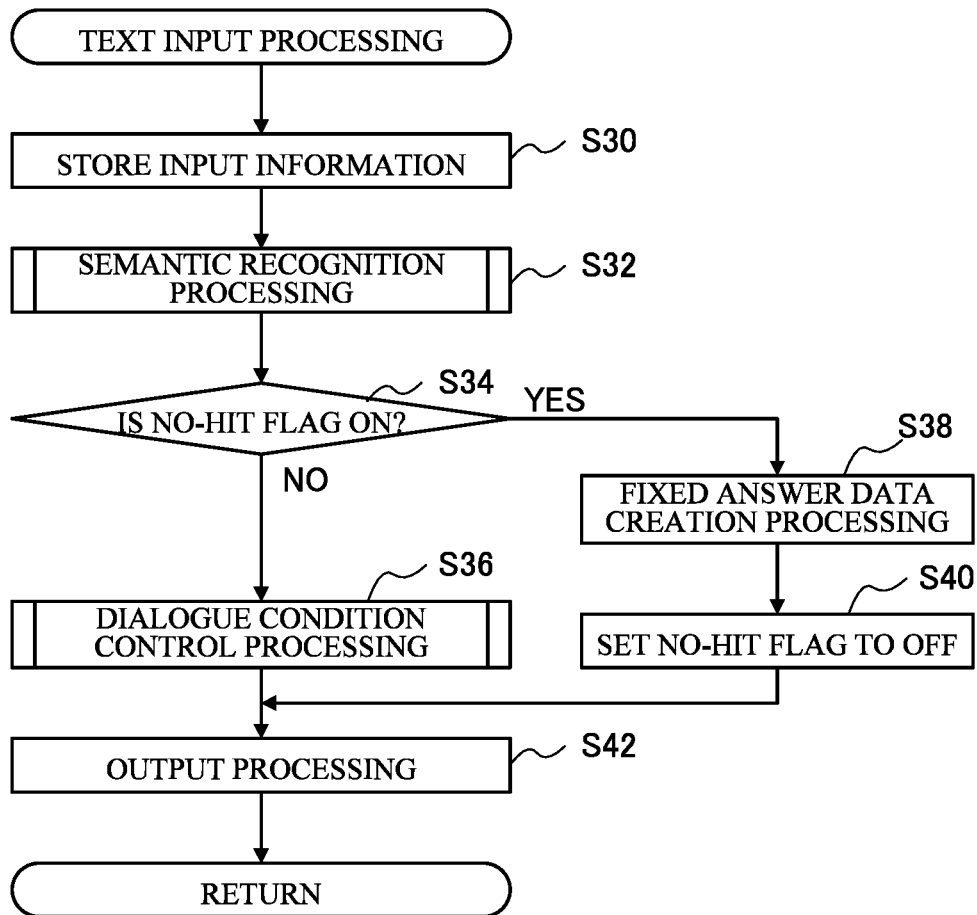 TEXT INPUT PROCESSING
STORE INPUT INFORMATION
S30
SEMANTIC RECOGNITION
PROCESSING
S32
IS NO-HIT FLAG ON?
S34
YES
NO
FIXED ANSWER DATA
CREATION PROCESSING
S38
SET NO-HIT FLAG TO OFF
S40
DIALOGUE CONDITION
CONTROL PROCESSING
S36
OUTPUT PROCESSING
S42
RETURN